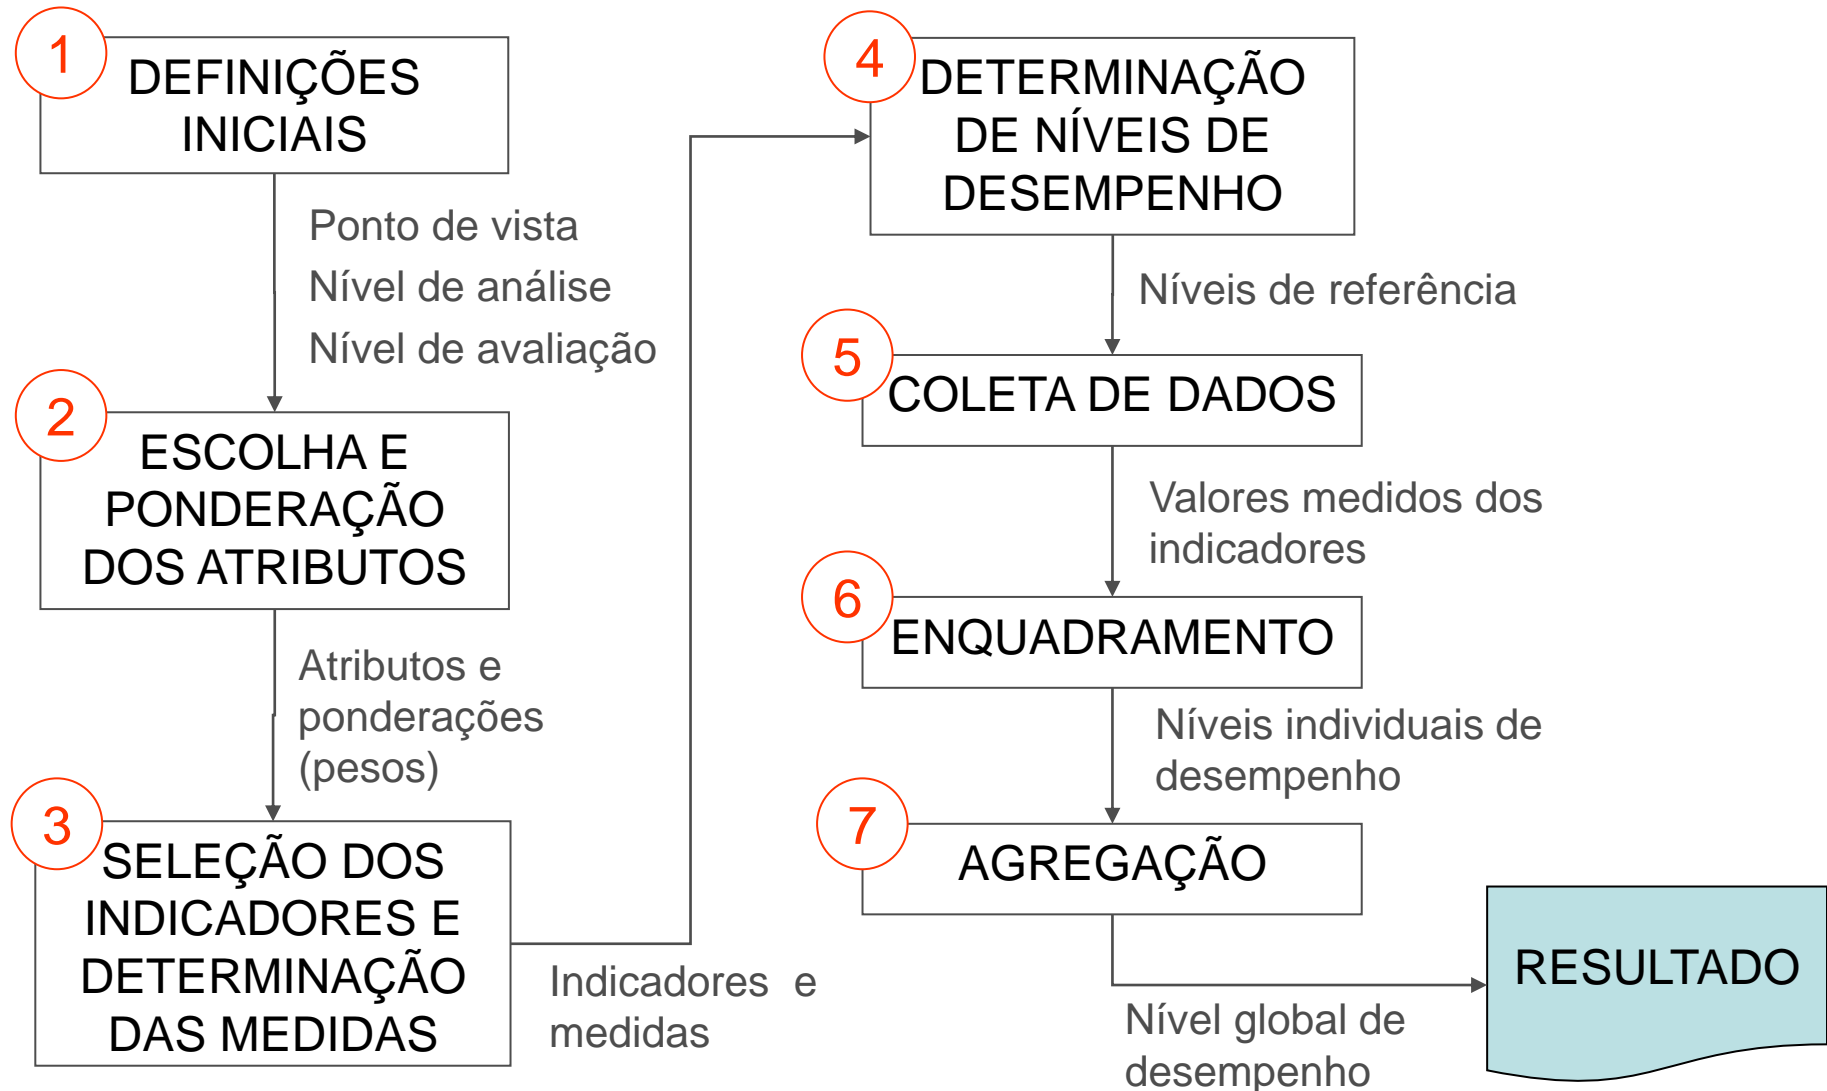 1
DEFINIÇÕES
INICIAIS
Ponto de vista
Nível de análise
Nível de avaliação
2
ESCOLHA E
PONDERAÇÃO
DOS ATRIBUTOS
Atributos e
ponderações
(pesos)
3
SELEÇÃO DOS
INDICADORES E
DETERMINAÇÃO
DAS MEDIDAS
Indicadores e
medidas
4
DETERMINAÇÃO
DE NÍVEIS DE
DESEMPENHO
Níveis de referência
5
COLETA DE DADOS
Valores medidos dos
indicadores
6
ENQUADRAMENTO
Níveis individuais de
desempenho
7
AGREGAÇÃO
Nível global de
desempenho
RESULTADO